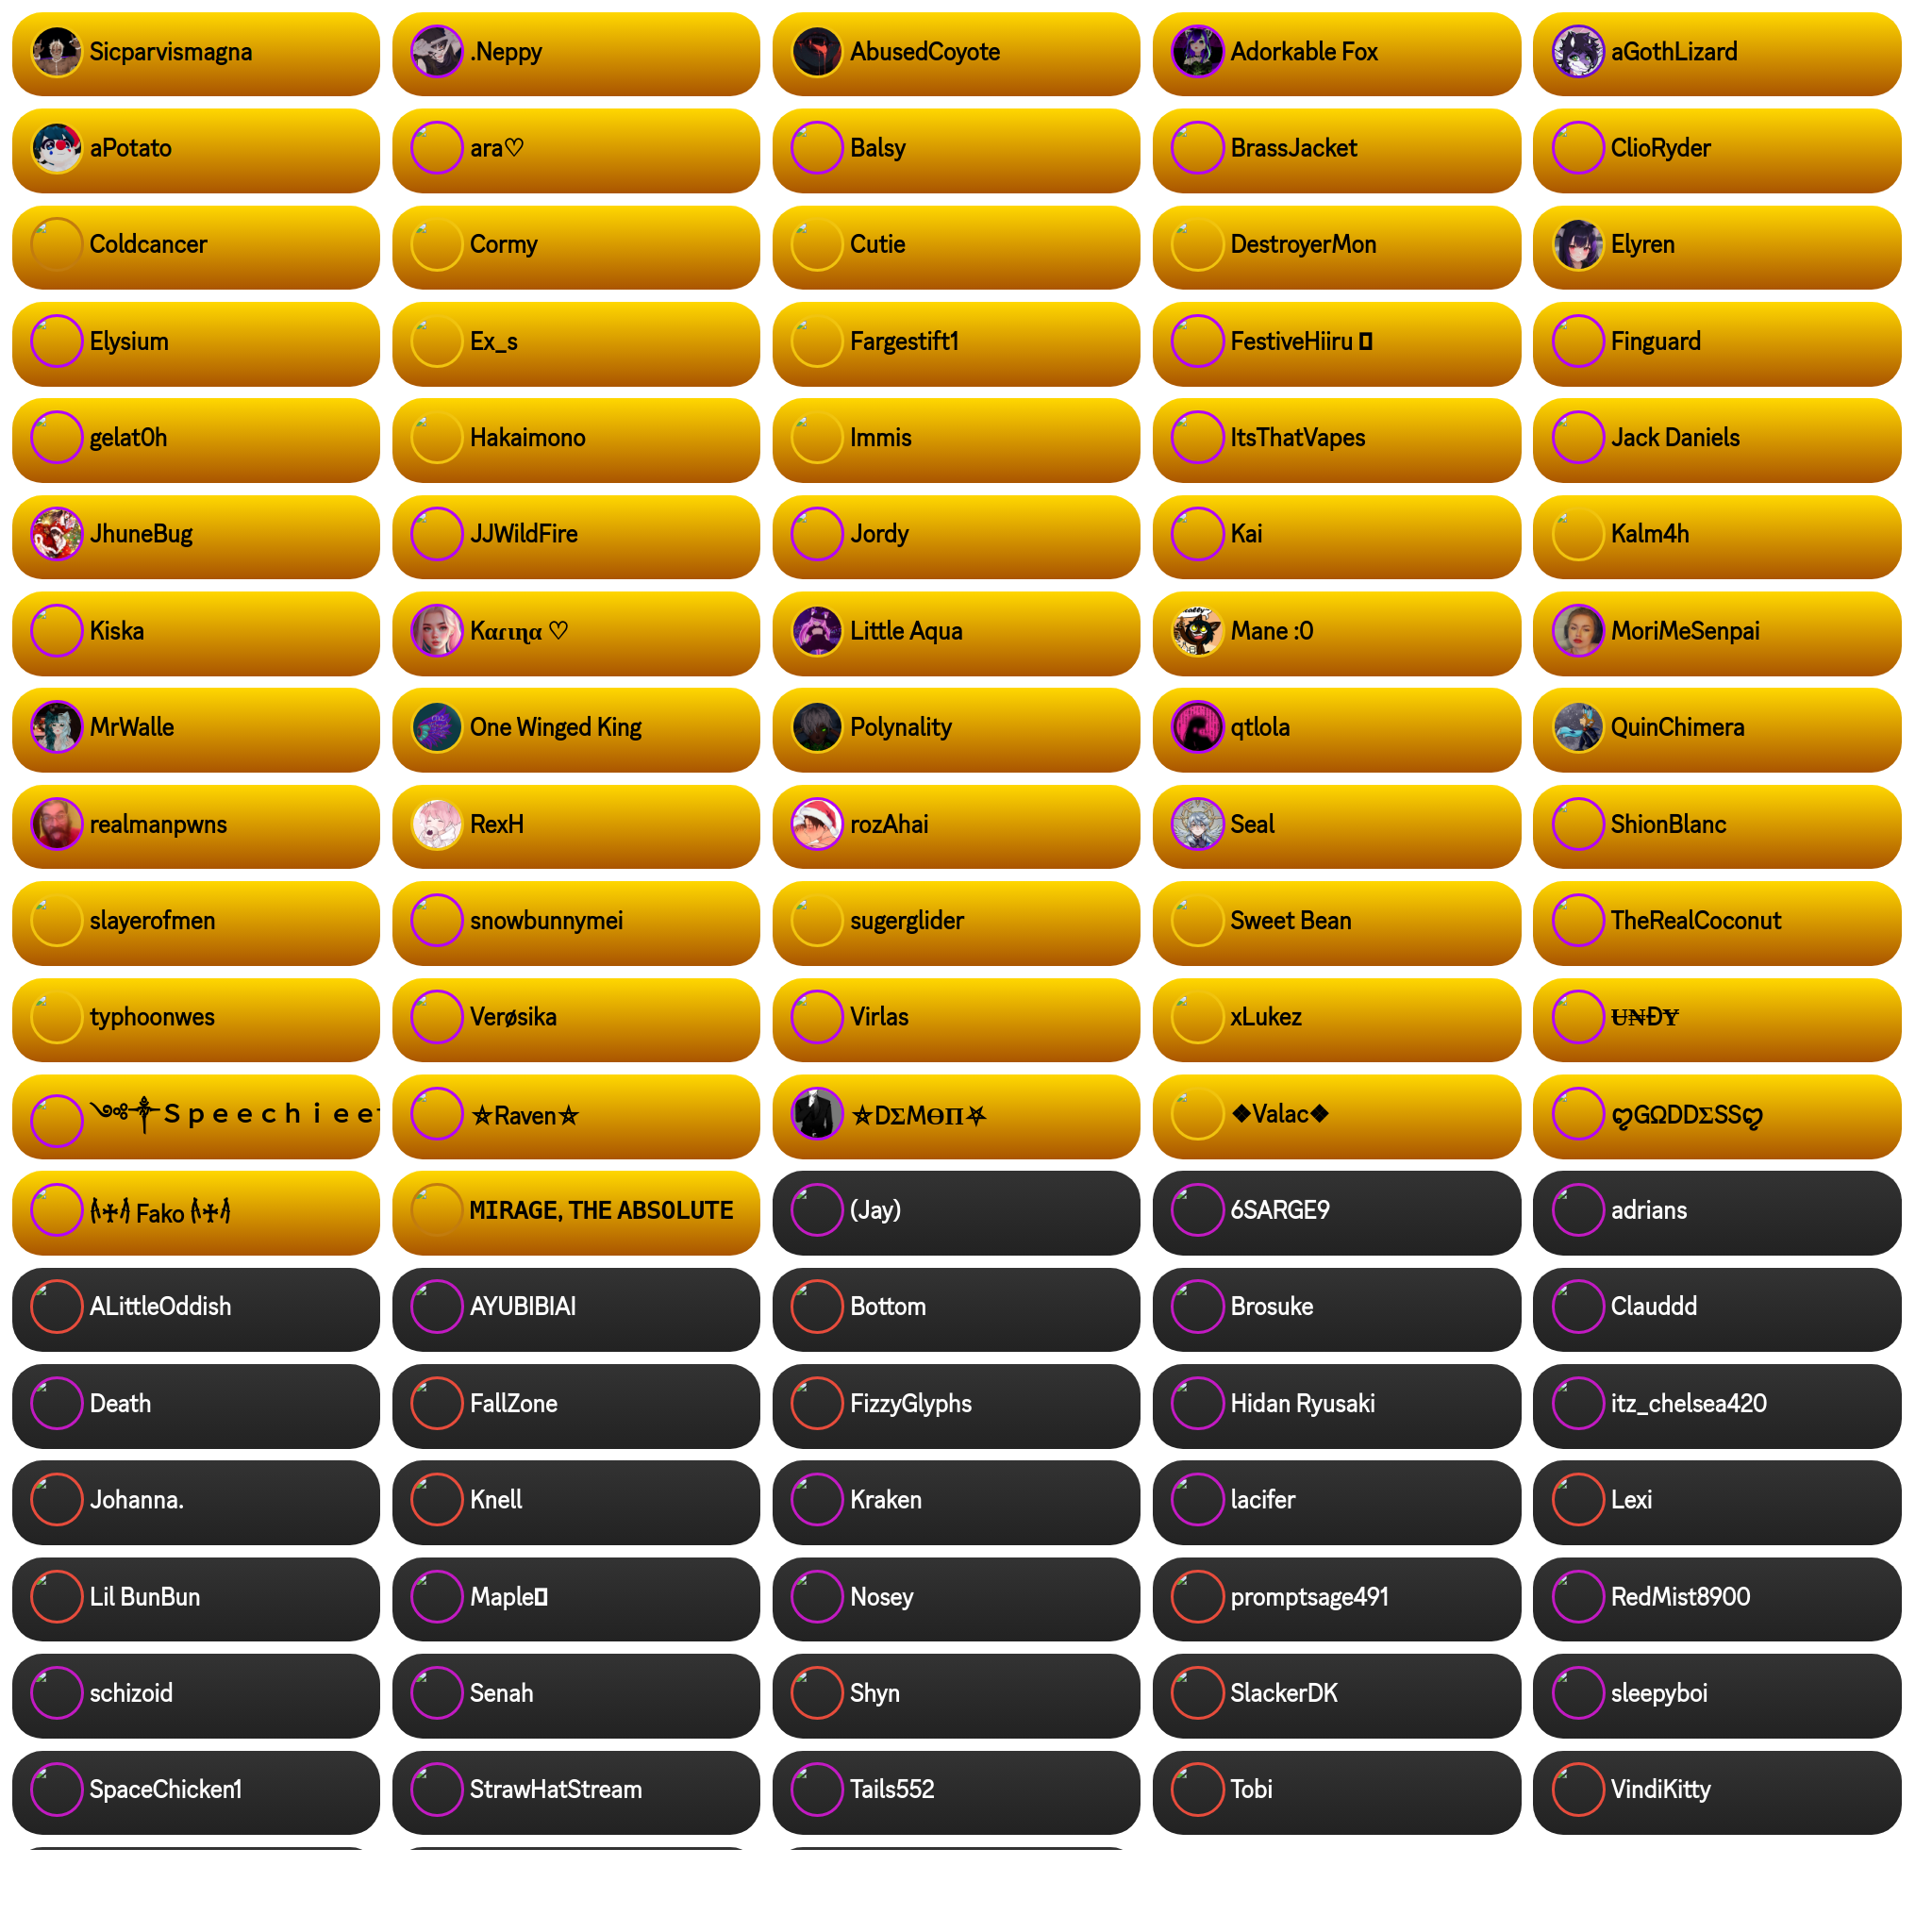 Sicparvismagna
.Neppy
AbusedCoyote
Adorkable Fox
aGothLizard
aPotato
ara♡
Balsy
BrassJacket
ClioRyder
Coldcancer
Cormy
Cutie
DestroyerMon
Elyren
Elysium
Ex_s
Fargestift1
FestiveHiiru
Finguard
gelat0h
Hakaimono
Immis
ItsThatVapes
Jack Daniels
JhuneBug
JJWildFire
Jordy
Kai
Kalm4h
Kiska
Kαɾιɳα ♡
Little Aqua
Mane :0
MoriMeSenpai
MrWalle
One Winged King
Polynality
qtlola
QuinChimera
realmanpwns
RexH
rozAhai
Seal
ShionBlanc
slayerofmen
snowbunnymei
sugerglider
Sweet Bean
TheRealCoconut
typhoonwes
Verøsika
Virlas
xLukez
U̶N̶ĐY̶
༺༒Ｓｐｅｅｃｈｉｅｅ
⛤Raven⛤
⛤DΣMӨП⛧
❖Valac❖
ღGΩDDΣSSღ
Fako
MIRAGE, THE ABSOLUTE
(Jay)
6SARGE9
adrians
ALittleOddish
AYUBIBIAI
Bottom
Brosuke
Clauddd
Death
FallZone
FizzyGlyphs
Hidan Ryusaki
itz_chelsea420
Johanna.
Knell
Kraken
lacifer
Lexi
Lil BunBun
Maple
Nosey
promptsage491
RedMist8900
schizoid
Senah
Shyn
SlackerDK
sleepyboi
SpaceChicken1
StrawHatStream
Tails552
Tobi
VindiKitty